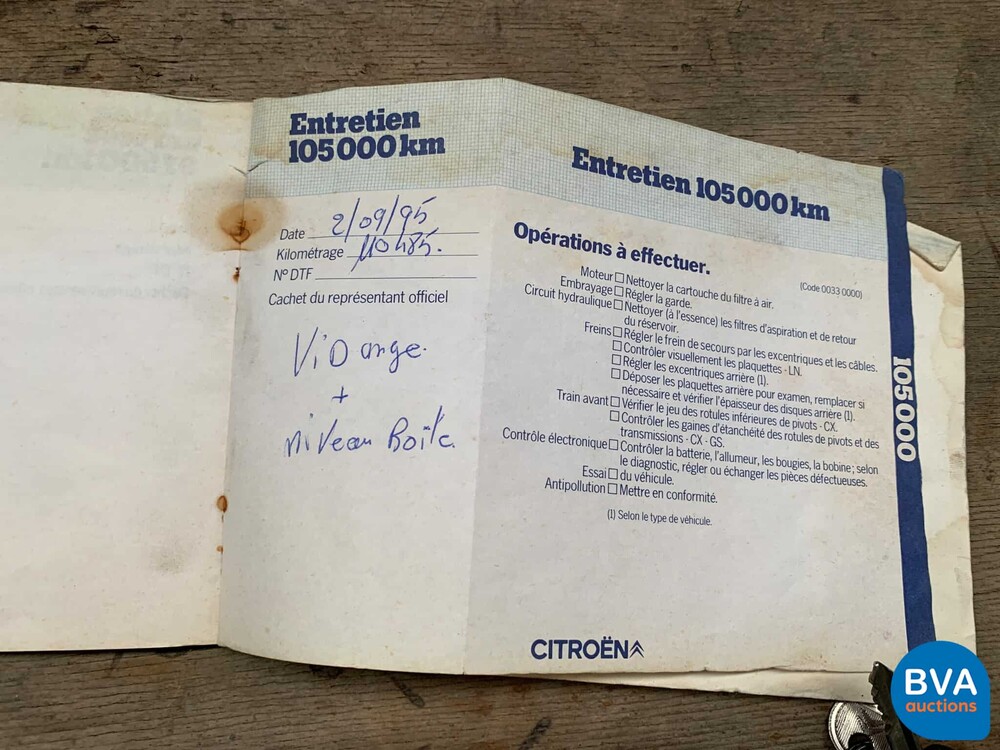 Entretien
105000km
Date 2/09/95
Kilométrage 110485.
N° DTF
Cachet du représentant officiel
ViDange.
+
niveau Boite.
Entretien 105000km
Opérations à effectuer.
(Code 0033 0000)
Moteur □ Nettoyer la cartouche du filtre à air.
Embrayage □ Régler la garde.
Circuit hydraulique □ Nettoyer (à l'essence) les filtres d'aspiration et de retour
du réservoir.
Freins □ Régler le frein de secours par les excentriques et les câbles.
□ Contrôler visuellement les plaquettes - LN.
□ Régler les excentriques arrière (1).
□ Déposer les plaquettes arrière pour examen, remplacer si
nécessaire et vérifier l'épaisseur des disques arrière (1).
Train avant □ Vérifier le jeu des rotules inférieures de pivots - CX.
□ Contrôler les gaines d'étanchéité des rotules de pivots et des
transmissions - CX - GS.
Contrôle électronique □ Contrôler la batterie, l'allumeur, les bougies, la bobine; selon
le diagnostic, régler ou échanger les pièces défectueuses.
Essai □ du véhicule.
Antipollution □ Mettre en conformité.
(1) Selon le type de véhicule.
CITROËN
105000
BVA
auctions